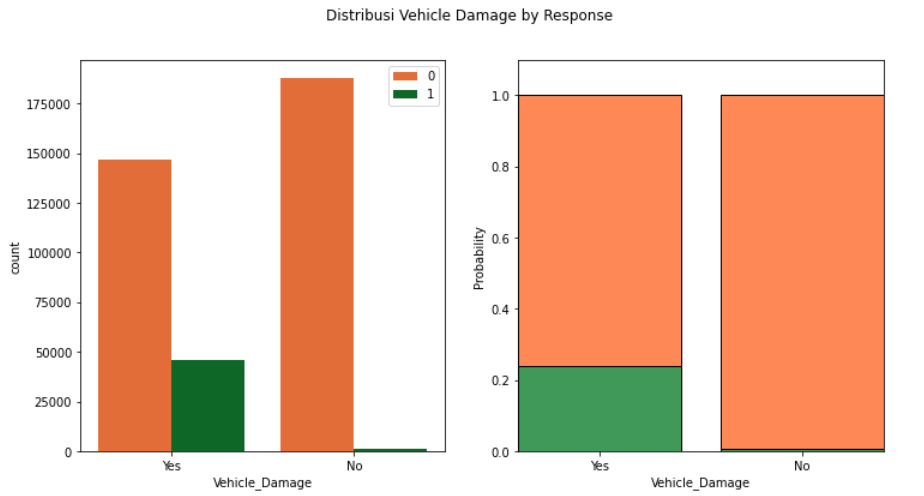 Distribusi Vehicle Damage by Response
count
175000
150000
125000
100000
75000
50000
25000
0
Yes
No
Vehicle_Damage
0
1
Probability
1.0
0.8
0.6
0.4
0.2
0.0
Yes
No
Vehicle_Damage